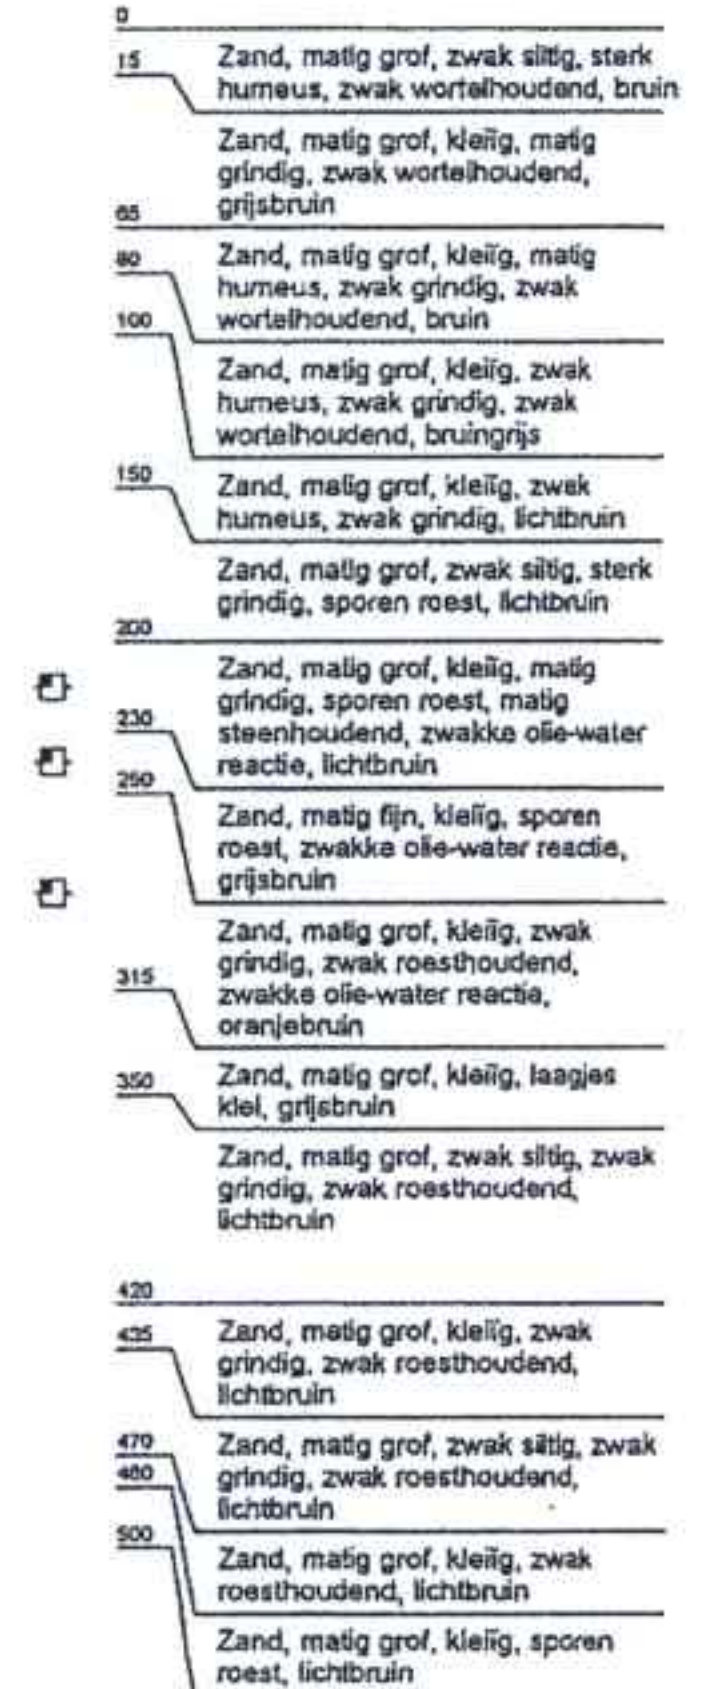 0
15
Zand, matig grof, zwak siltig, sterk
humeus, zwak wortelhoudend, bruin
Zand, matig grof, kleiïg, matig
grindig, zwak wortelhoudend,
grijsbruin
65
80
Zand, matig grof, kleiïg, matig
humeus, zwak grindig, zwak
wortelhoudend, bruin
100
Zand, matig grof, kleiïg, zwak
humeus, zwak grindig, zwak
wortelhoudend, bruingrijs
150
Zand, matig grof, kleiïg, zwak
humeus, zwak grindig, lichtbruin
Zand, matig grof, zwak siltig, sterk
grindig, sporen roest, lichtbruin
200
Zand, matig grof, kleiïg, matig
grindig, sporen roest, matig
steenhoudend, zwakke olie-water
reactie, lichtbruin
230
250
Zand, matig fijn, kleiïg, sporen
roest, zwakke olie-water reactie,
grijsbruin
Zand, matig grof, kleiïg, zwak
grindig, zwak roesthoudend,
zwakke olie-water reactie,
oranjebruin
315
350
Zand, matig grof, kleiïg, laagjes
klei, grijsbruin
Zand, matig grof, zwak siltig, zwak
grindig, zwak roesthoudend,
lichtbruin
420
435
Zand, matig grof, kleiïg, zwak
grindig, zwak roesthoudend,
lichtbruin
470
Zand, matig grof, zwak siltig, zwak
grindig, zwak roesthoudend,
lichtbruin
480
500
Zand, matig grof, kleiïg, zwak
roesthoudend, lichtbruin
Zand, matig grof, kleiïg, sporen
roest, lichtbruin